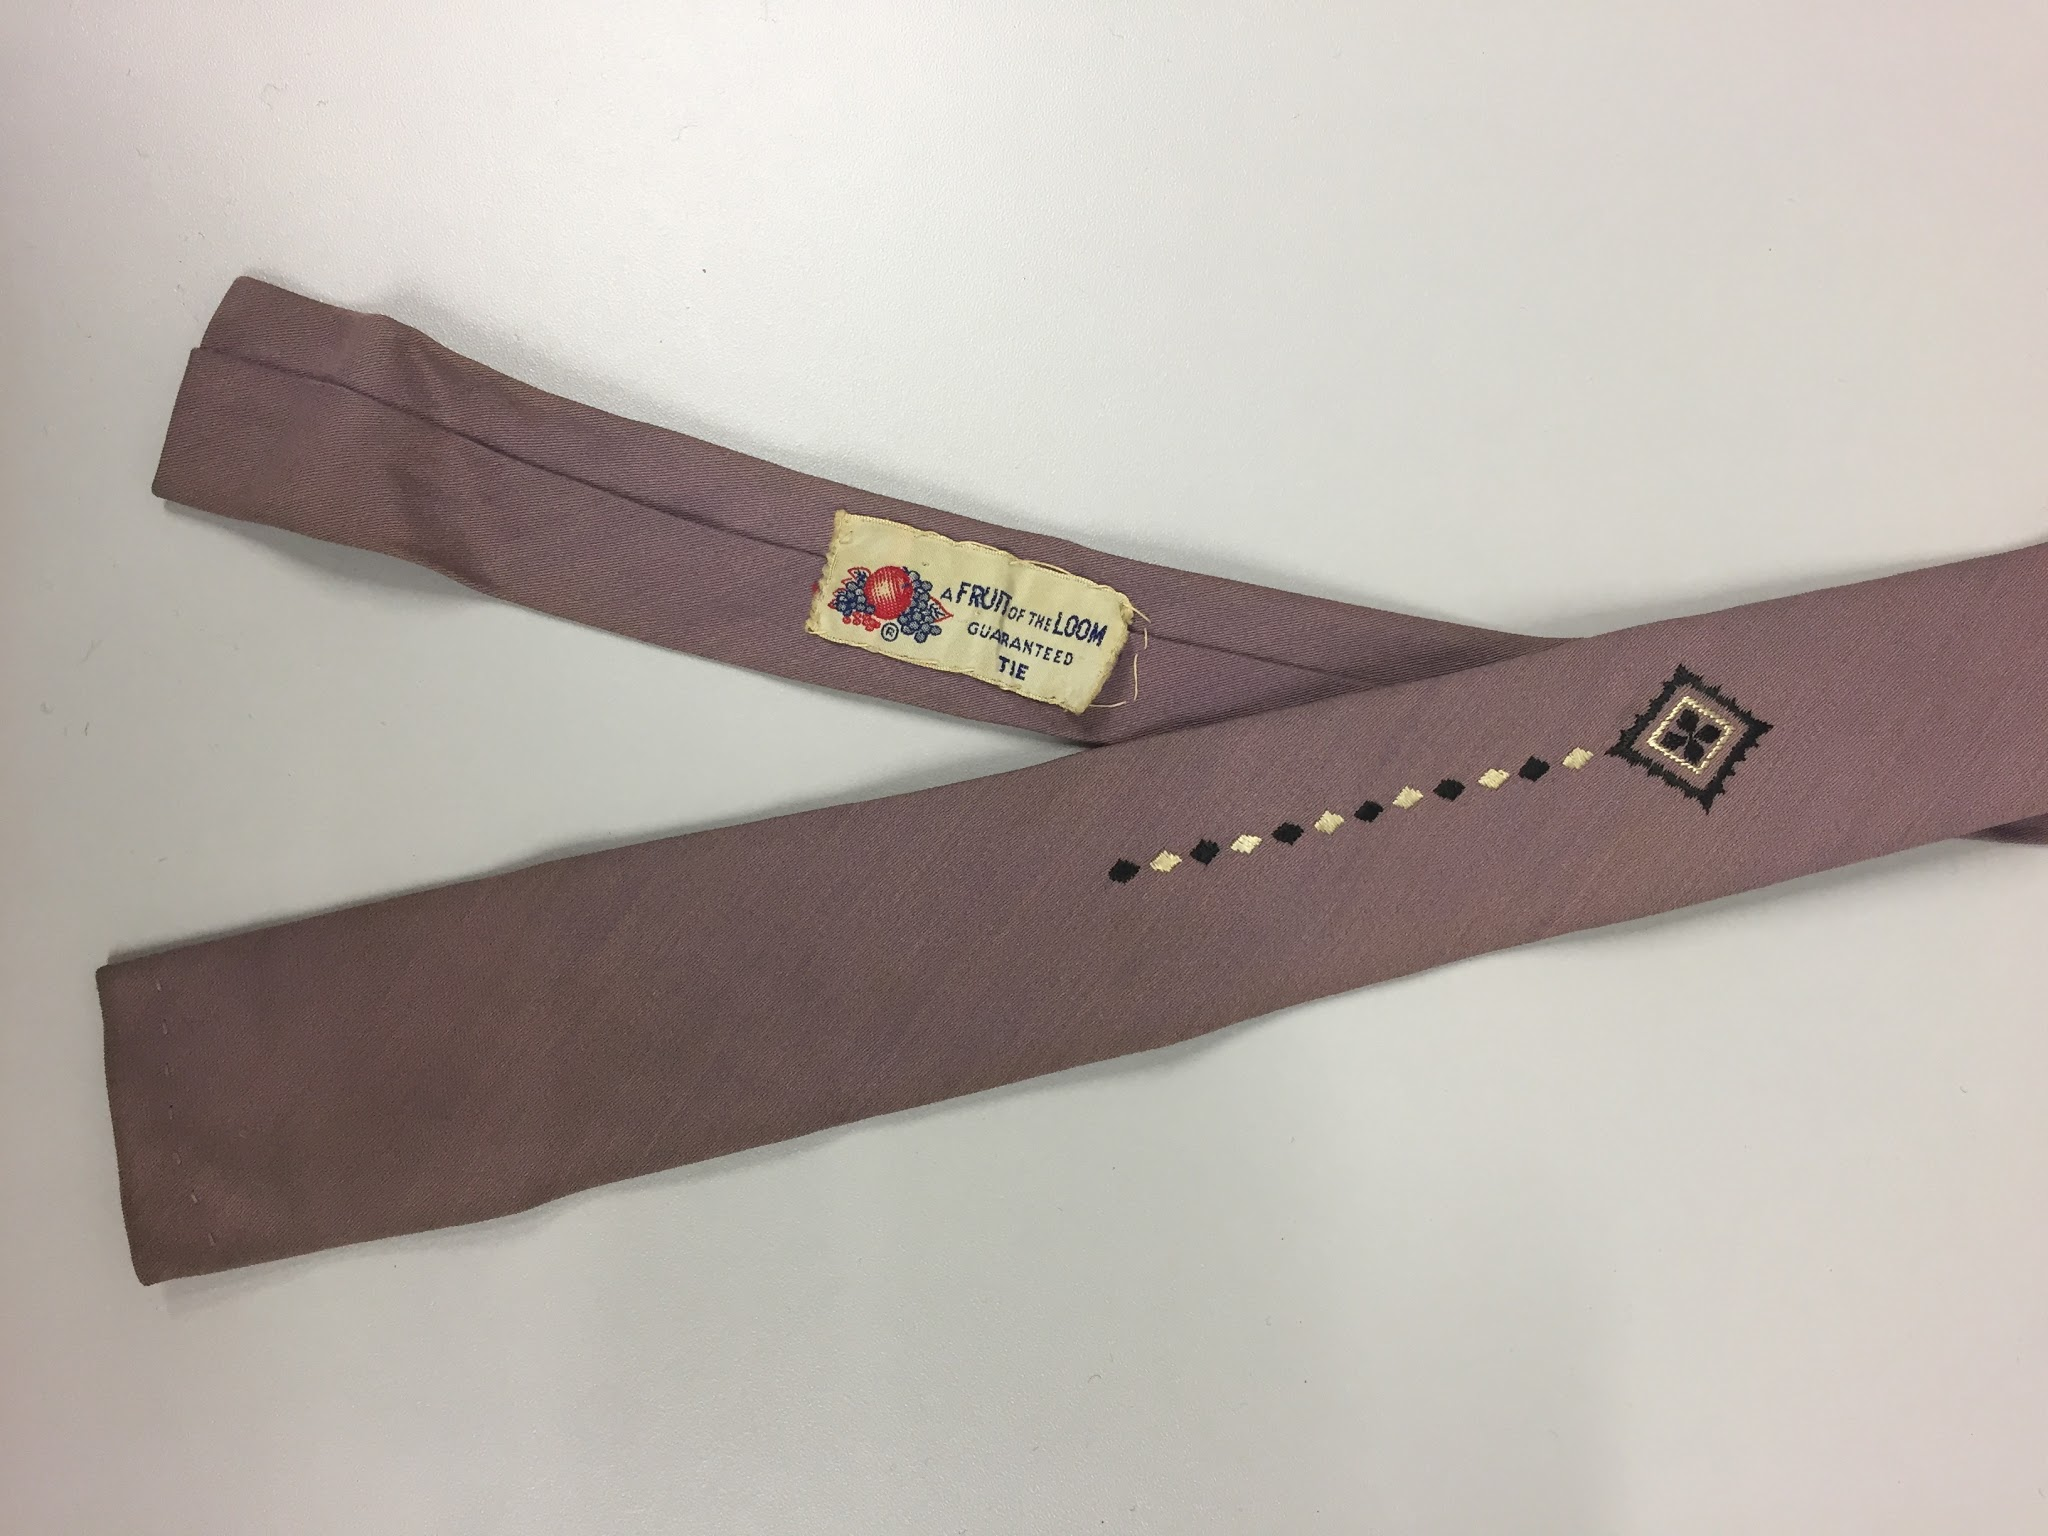 A FRUIT OF THE LOOM
GUARANTEED
TIE
®